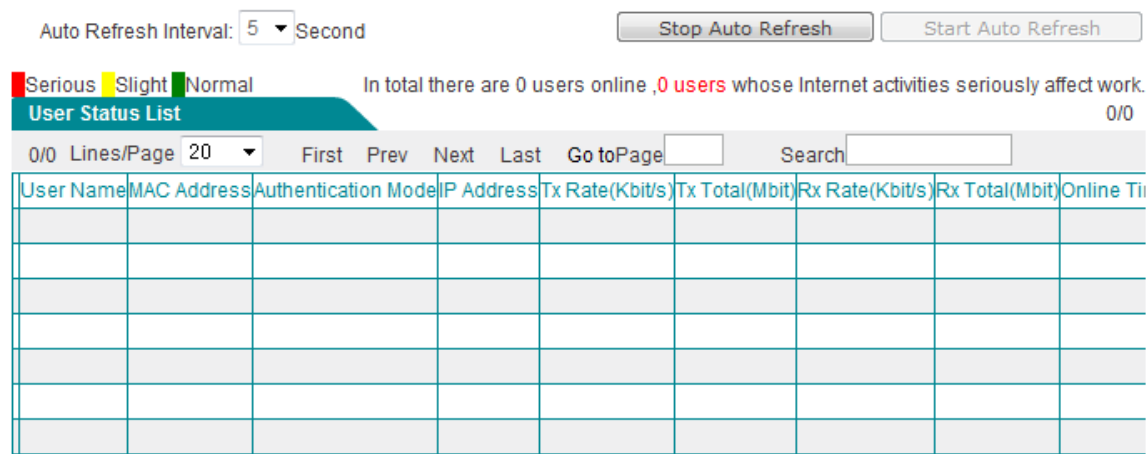 Auto Refresh Interval: 5 Second Stop Auto Refresh Start Auto Refresh
Serious Slight Normal In total there are 0 users online ,0 users whose Internet activities seriously affect work.
User Status List 0/0
0/0 Lines/Page 20 First Prev Next Last Go toPage Search
User Name MAC Address Authentication Mode IP Address Tx Rate(Kbit/s) Tx Total(Mbit) Rx Rate(Kbit/s) Rx Total(Mbit) Online